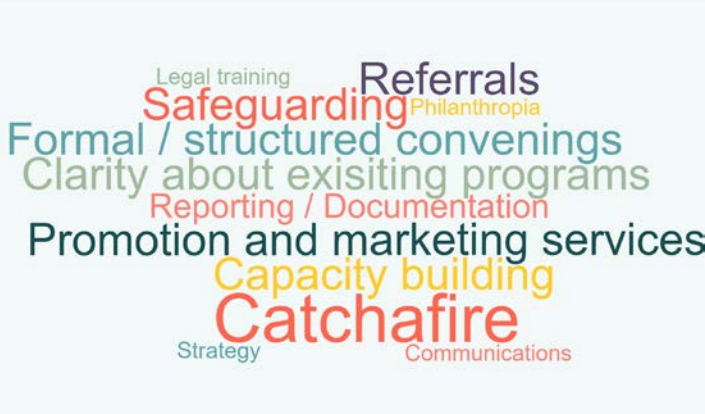 Legal training
Referrals
Safeguarding
Philanthropia
Formal / structured convenings
Clarity about exisiting programs
Reporting / Documentation
Promotion and marketing services
Capacity building
Catchafire
Strategy
Communications